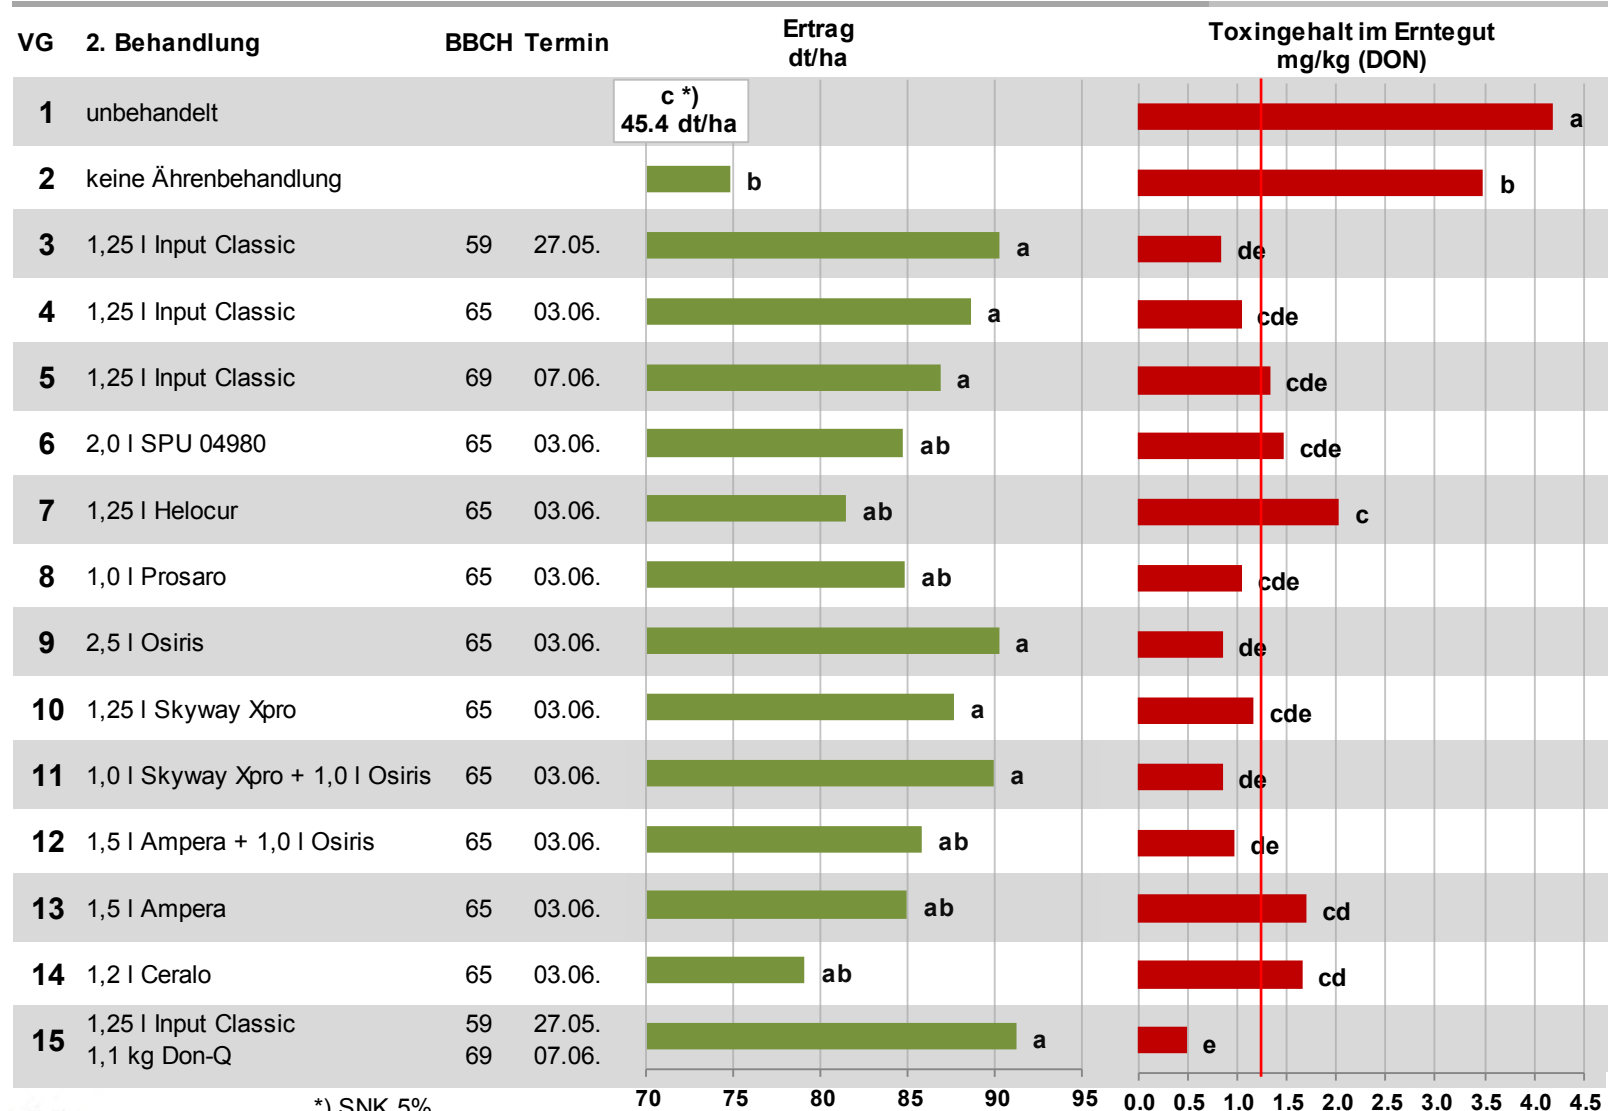 VG 2. Behandlung BBCH Termin Ertrag dt/ha Toxingehalt im Erntegut mg/kg (DON)
1 unbehandelt c *) 45.4 dt/ha a
2 keine Ährenbehandlung b b
3 1,25 l Input Classic 59 27.05. a de
4 1,25 l Input Classic 65 03.06. a cde
5 1,25 l Input Classic 69 07.06. a cde
6 2,0 l SPU 04980 65 03.06. ab cde
7 1,25 l Helocur 65 03.06. ab c
8 1,0 l Prosaro 65 03.06. ab cde
9 2,5 l Osiris 65 03.06. a de
10 1,25 l Skyway Xpro 65 03.06. a cde
11 1,0 l Skyway Xpro + 1,0 l Osiris 65 03.06. a de
12 1,5 l Ampera + 1,0 l Osiris 65 03.06. ab de
13 1,5 l Ampera 65 03.06. ab cd
14 1,2 l Ceralo 65 03.06. ab cd
15 1,25 l Input Classic 59 27.05. a e
1,1 kg Don-Q 69 07.06.
70 75 80 85 90 95 0.0 0.5 1.0 1.5 2.0 2.5 3.0 3.5 4.0 4.5
*) SNK 5%